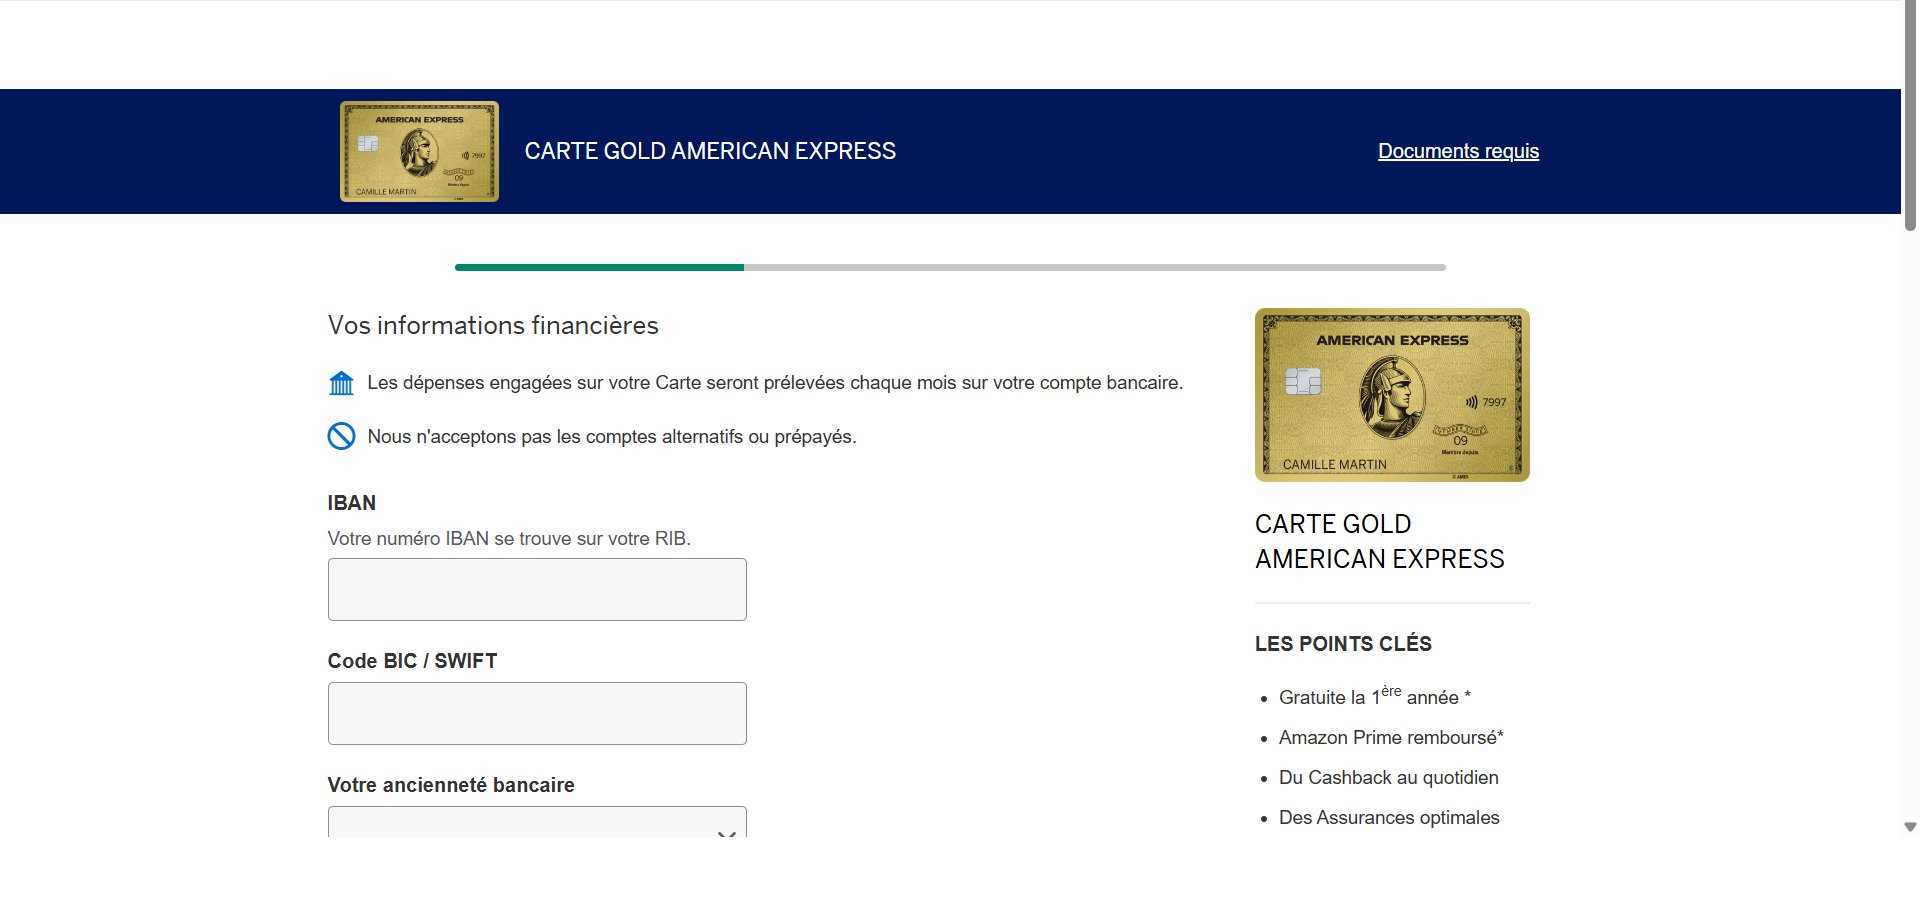 AMERICAN EXPRESS
7997
09
Membre depuis
CAMILLE MARTIN
CARTE GOLD AMERICAN EXPRESS
Documents requis
Vos informations financières
Les dépenses engagées sur votre Carte seront prélevées chaque mois sur votre compte bancaire.
Nous n'acceptons pas les comptes alternatifs ou prépayés.
IBAN
Votre numéro IBAN se trouve sur votre RIB.
Code BIC / SWIFT
Votre ancienneté bancaire
AMERICAN EXPRESS
7997
09
Membre depuis
CAMILLE MARTIN
© AMEX
CARTE GOLD
AMERICAN EXPRESS
LES POINTS CLÉS
• Gratuite la 1ère année *
• Amazon Prime remboursé*
• Du Cashback au quotidien
• Des Assurances optimales